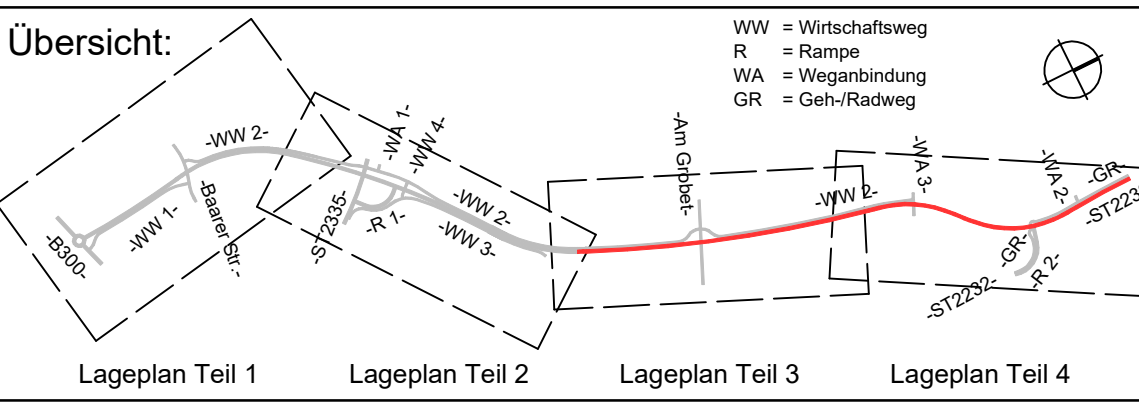 Übersicht:
WW = Wirtschaftsweg
R = Rampe
WA = Weganbindung
GR = Geh-/Radweg
-B300-
-WW 1-
-WW 2-
-Baarer Str.-
-ST2335-
-R 1-
-WA 1-
-WW 4-
-WW 2-
-WW 3-
-Am Grobet-
-WW 2-
-WA 3-
-ST2232-
-GR-
-R 2-
-WA 2-
-GR-
-ST223
Lageplan Teil 1
Lageplan Teil 2
Lageplan Teil 3
Lageplan Teil 4